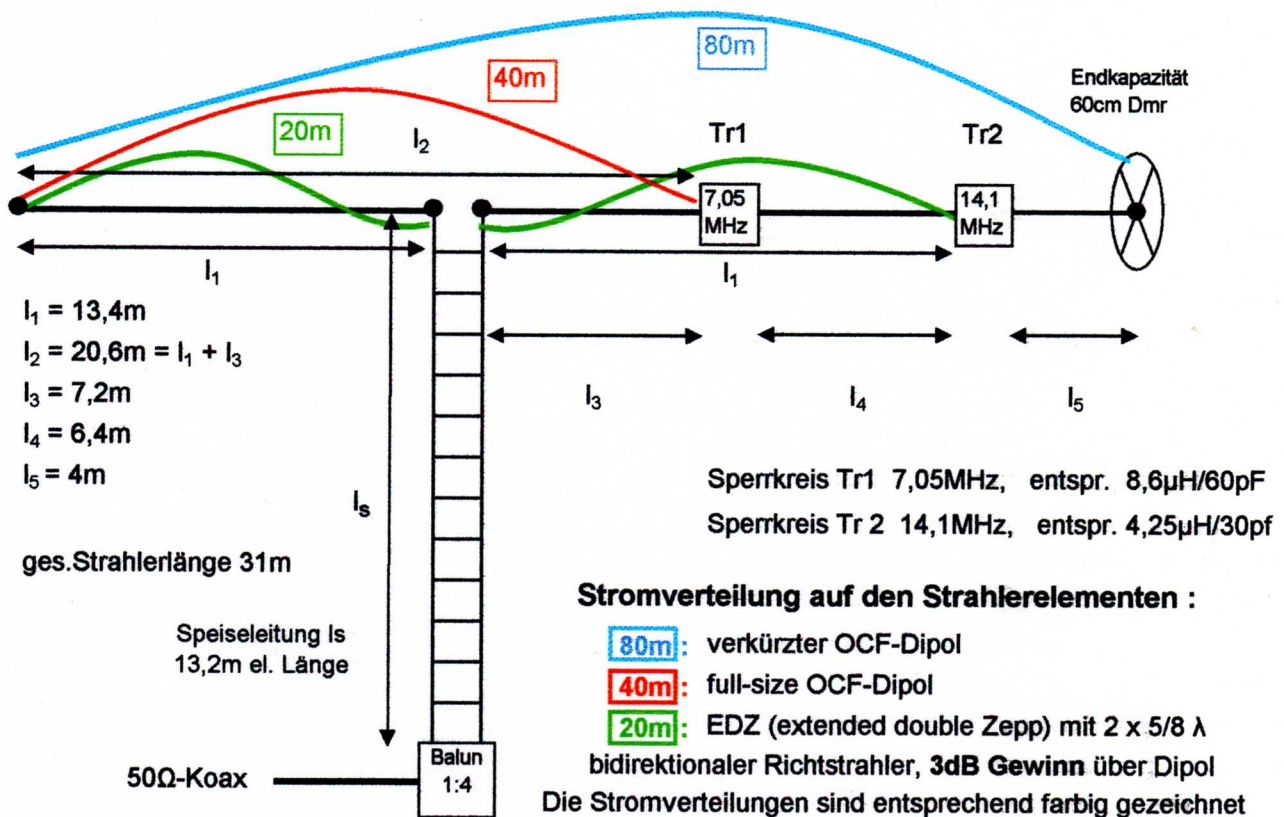 80m
40m
20m
l₂
Endkapazität
60cm Dmr
Tr1
Tr2
7,05
MHz
14,1
MHz
l₁
l₁
l₁ = 13,4m
l₂ = 20,6m = l₁ + l₃
l₃ = 7,2m
l₄ = 6,4m
l₅ = 4m
l₃
l₄
l₅
lₛ
ges.Strahlerlänge 31m
Speiseleitung ls
13,2m el. Länge
Sperrkreis Tr1 7,05MHz, entspr. 8,6µH/60pF
Sperrkreis Tr 2 14,1MHz, entspr. 4,25µH/30pf
Stromverteilung auf den Strahlerelementen :
80m: verkürzter OCF-Dipol
40m: full-size OCF-Dipol
20m: EDZ (extended double Zepp) mit 2 x 5/8 λ
bidirektionaler Richtstrahler, 3dB Gewinn über Dipol
Die Stromverteilungen sind entsprechend farbig gezeichnet
50Ω-Koax
Balun
1:4